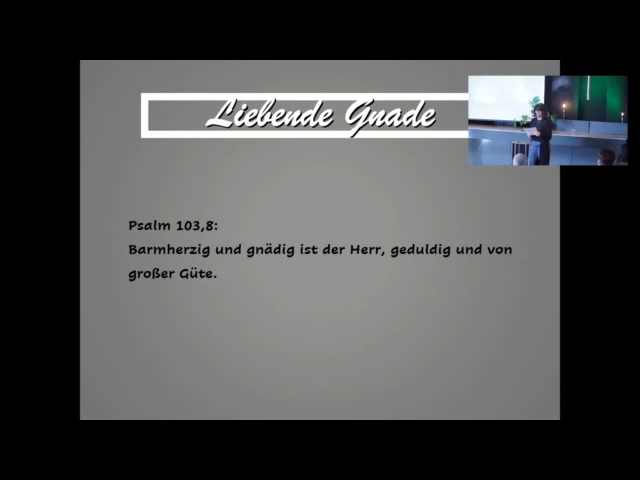 Liebende Gnade
Psalm 103,8:
Barmherzig und gnädig ist der Herr, geduldig und von
großer Güte.